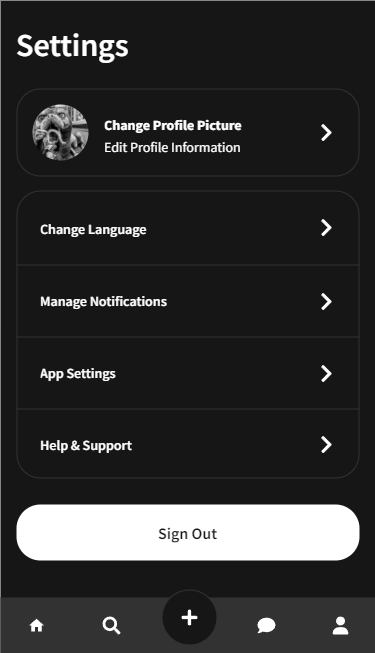 Settings
Change Profile Picture
Edit Profile Information
Change Language
Manage Notifications
App Settings
Help & Support
Sign Out